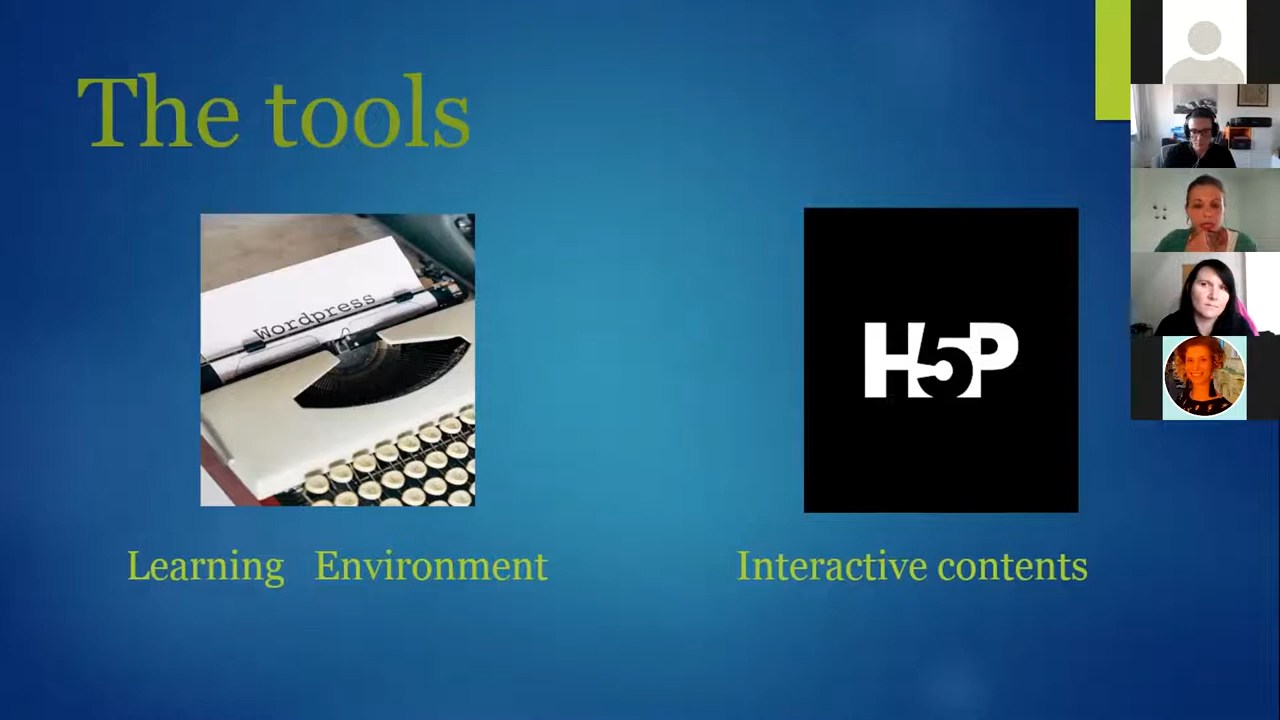 The tools
Wordpress
H5P
Learning Environment
Interactive contents